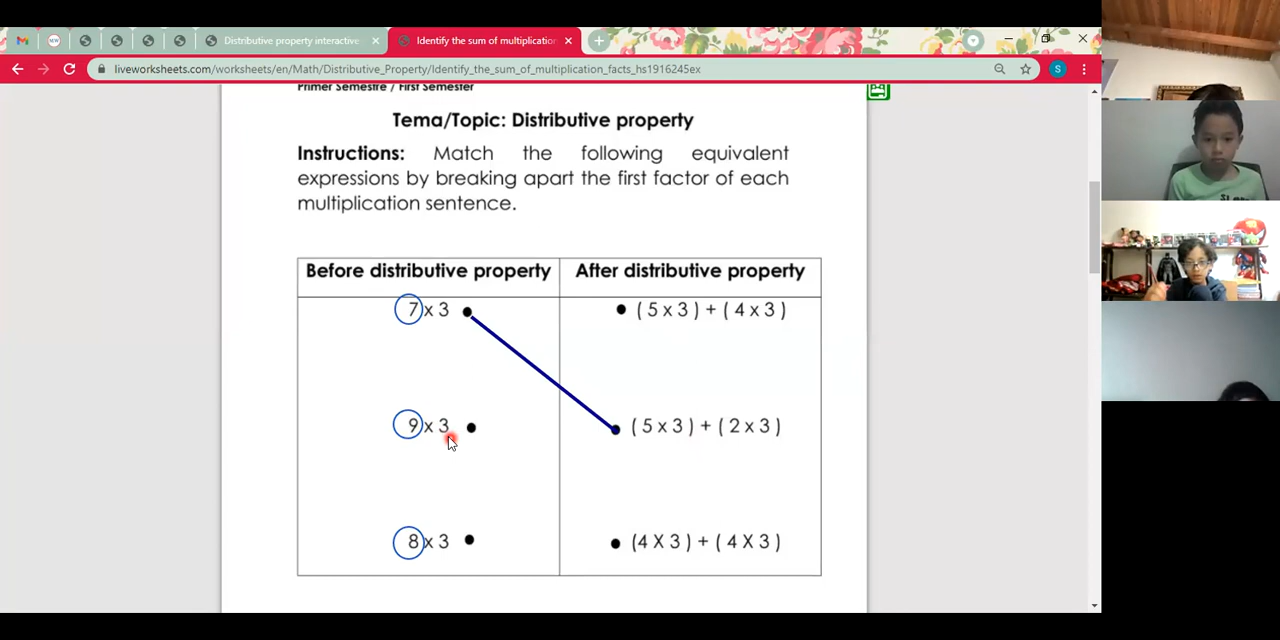 Distributive property interactive
Identify the sum of multiplication
liveworksheets.com/worksheets/en/Math/Distributive_Property/Identify_the_sum_of_multiplication_facts_hs1916245ex
S
Primer Semestre / First Semester
Tema/Topic: Distributive property
Instructions: Match the following equivalent
expressions by breaking apart the first factor of each
multiplication sentence.
Before distributive property
After distributive property
7 x 3
( 5 x 3 ) + ( 4 x 3 )
9 x 3
( 5 x 3 ) + ( 2 x 3 )
8 x 3
(4 X 3 ) + ( 4 X 3 )